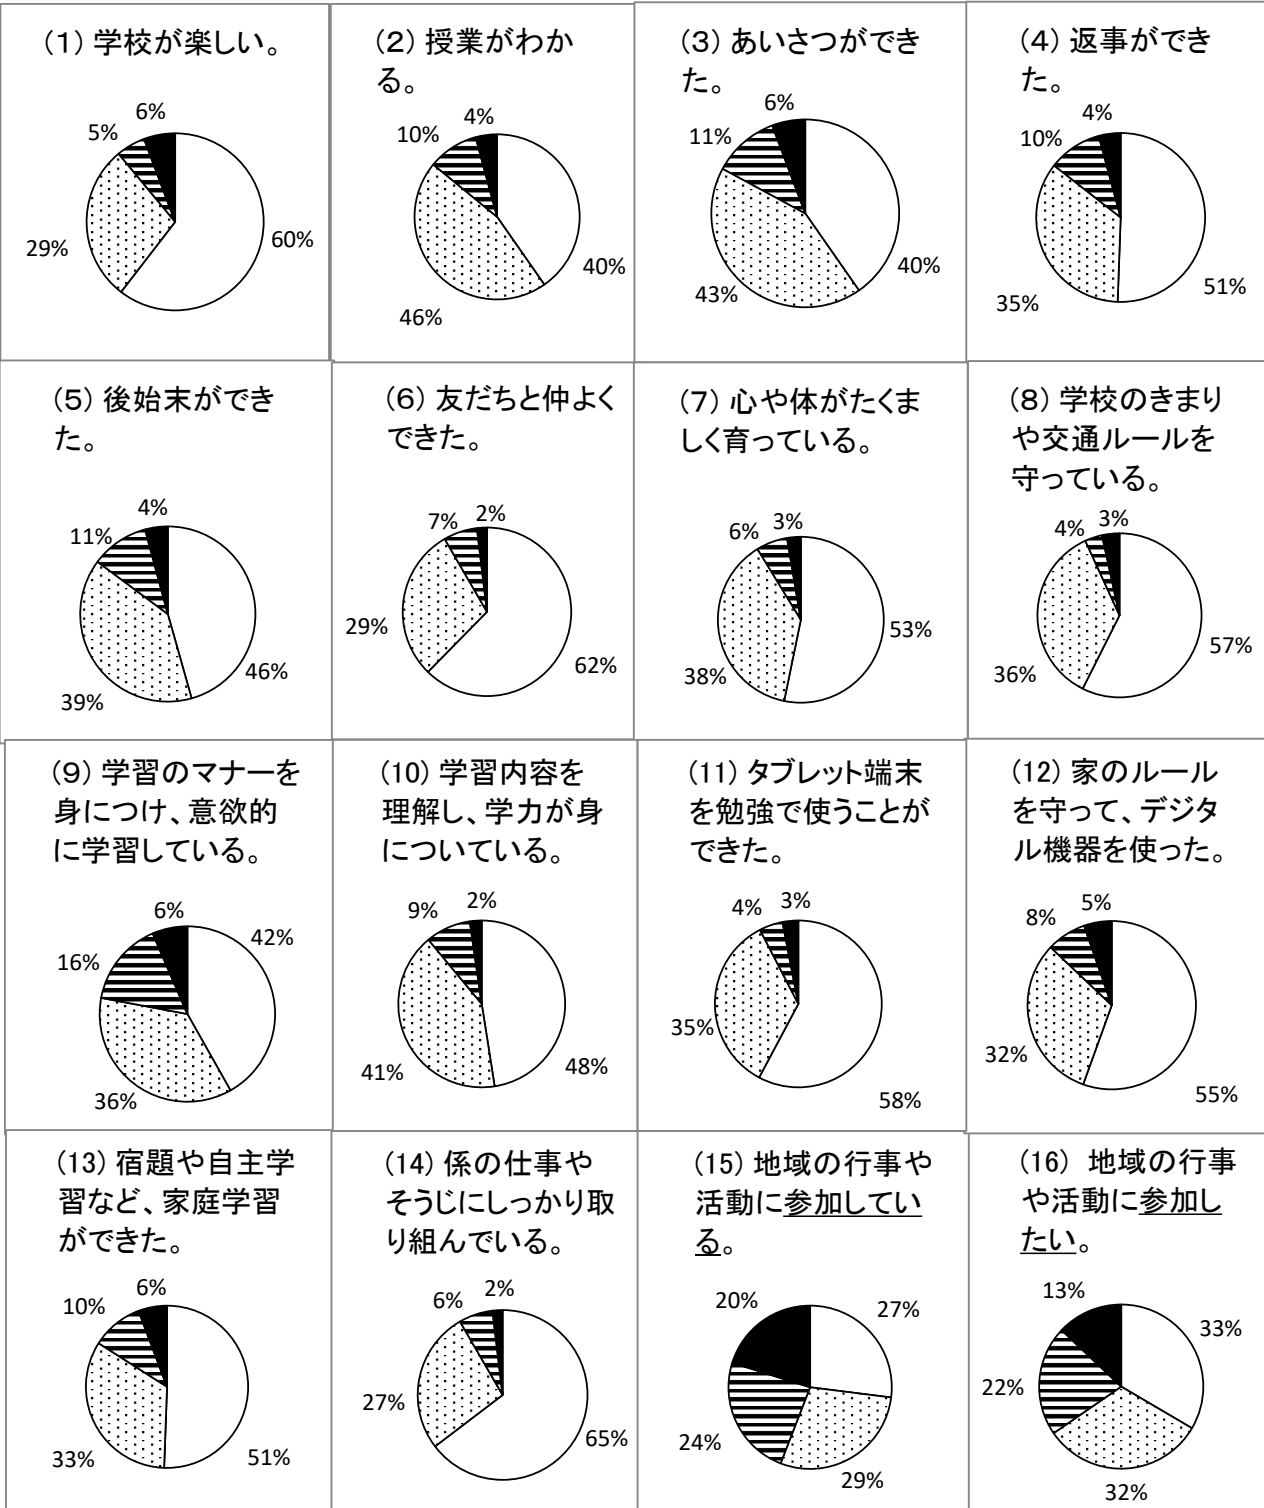 (1) 学校が楽しい。
6%
5%
29%
60%
(2) 授業がわか
る。
4%
10%
40%
46%
(3) あいさつができ
た。
6%
11%
40%
43%
(4) 返事ができ
た。
4%
10%
51%
35%
(5) 後始末ができ
た。
4%
11%
46%
39%
(6) 友だちと仲よく
できた。
7%
2%
29%
62%
(7) 心や体がたくま
しく育っている。
6%
3%
53%
38%
(8) 学校のきまり
や交通ルールを
守っている。
4%
3%
57%
36%
(9) 学習のマナーを
身につけ、意欲的
に学習している。
6%
42%
16%
36%
(10) 学習内容を
理解し、学力が身
についている。
9%
2%
41%
48%
(11) タブレット端末
を勉強で使うことが
できた。
4%
3%
35%
58%
(12) 家のルール
を守って、デジタ
ル機器を使った。
8%
5%
32%
55%
(13) 宿題や自主学
習など、家庭学習
ができた。
6%
10%
33%
51%
(14) 係の仕事や
そうじにしっかり取
り組んでいる。
6%
2%
27%
65%
(15) 地域の行事や
活動に参加してい
る。
20%
27%
24%
29%
(16) 地域の行事
や活動に参加し
たい。
13%
33%
22%
32%